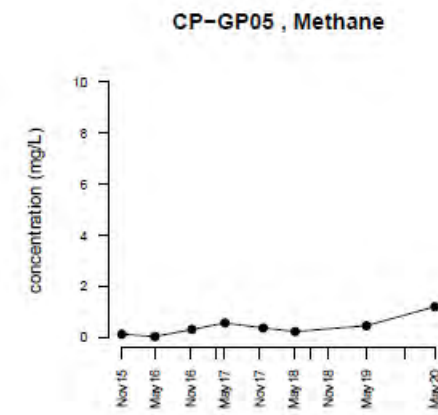 CP-GP05 , Methane
concentration (mg/L)
10
8
6
4
2
0
Nov 15
May 16
Nov 16
May 17
Nov 17
May 18
Nov 18
May 19
May 20